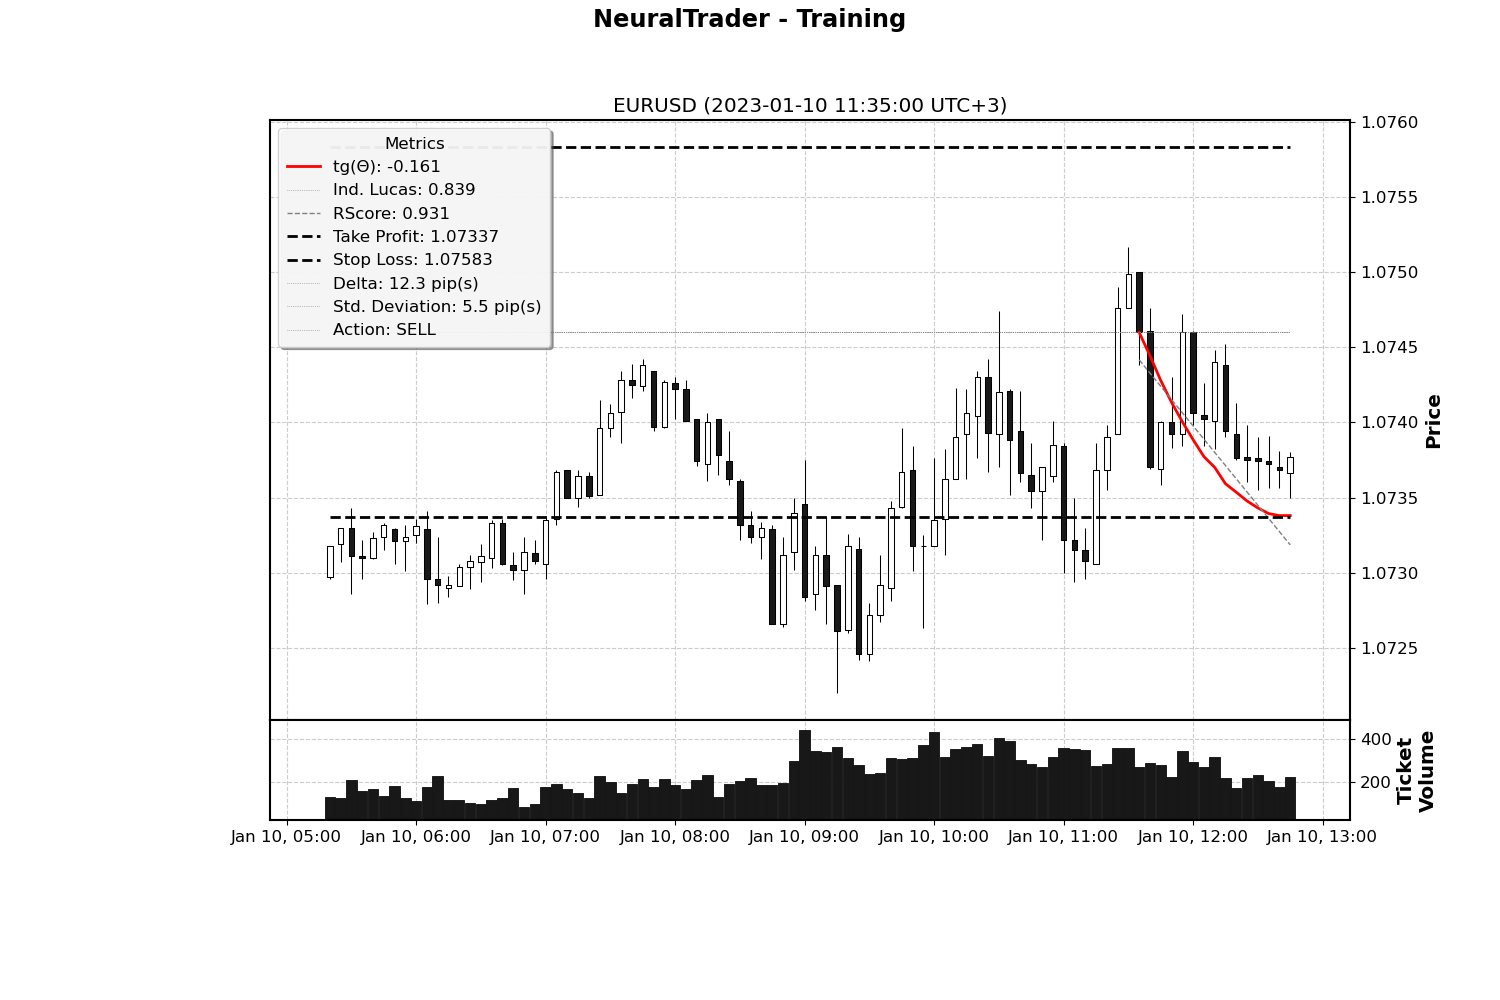 NeuralTrader - Training
EURUSD (2023-01-10 11:35:00 UTC+3)
Metrics
tg(Θ): -0.161
Ind. Lucas: 0.839
RScore: 0.931
Take Profit: 1.07337
Stop Loss: 1.07583
Delta: 12.3 pip(s)
Std. Deviation: 5.5 pip(s)
Action: SELL
1.0760
1.0755
1.0750
1.0745
1.0740
1.0735
1.0730
1.0725
Price
400
200
Ticket
Volume
Jan 10, 05:00
Jan 10, 06:00
Jan 10, 07:00
Jan 10, 08:00
Jan 10, 09:00
Jan 10, 10:00
Jan 10, 11:00
Jan 10, 12:00
Jan 10, 13:00